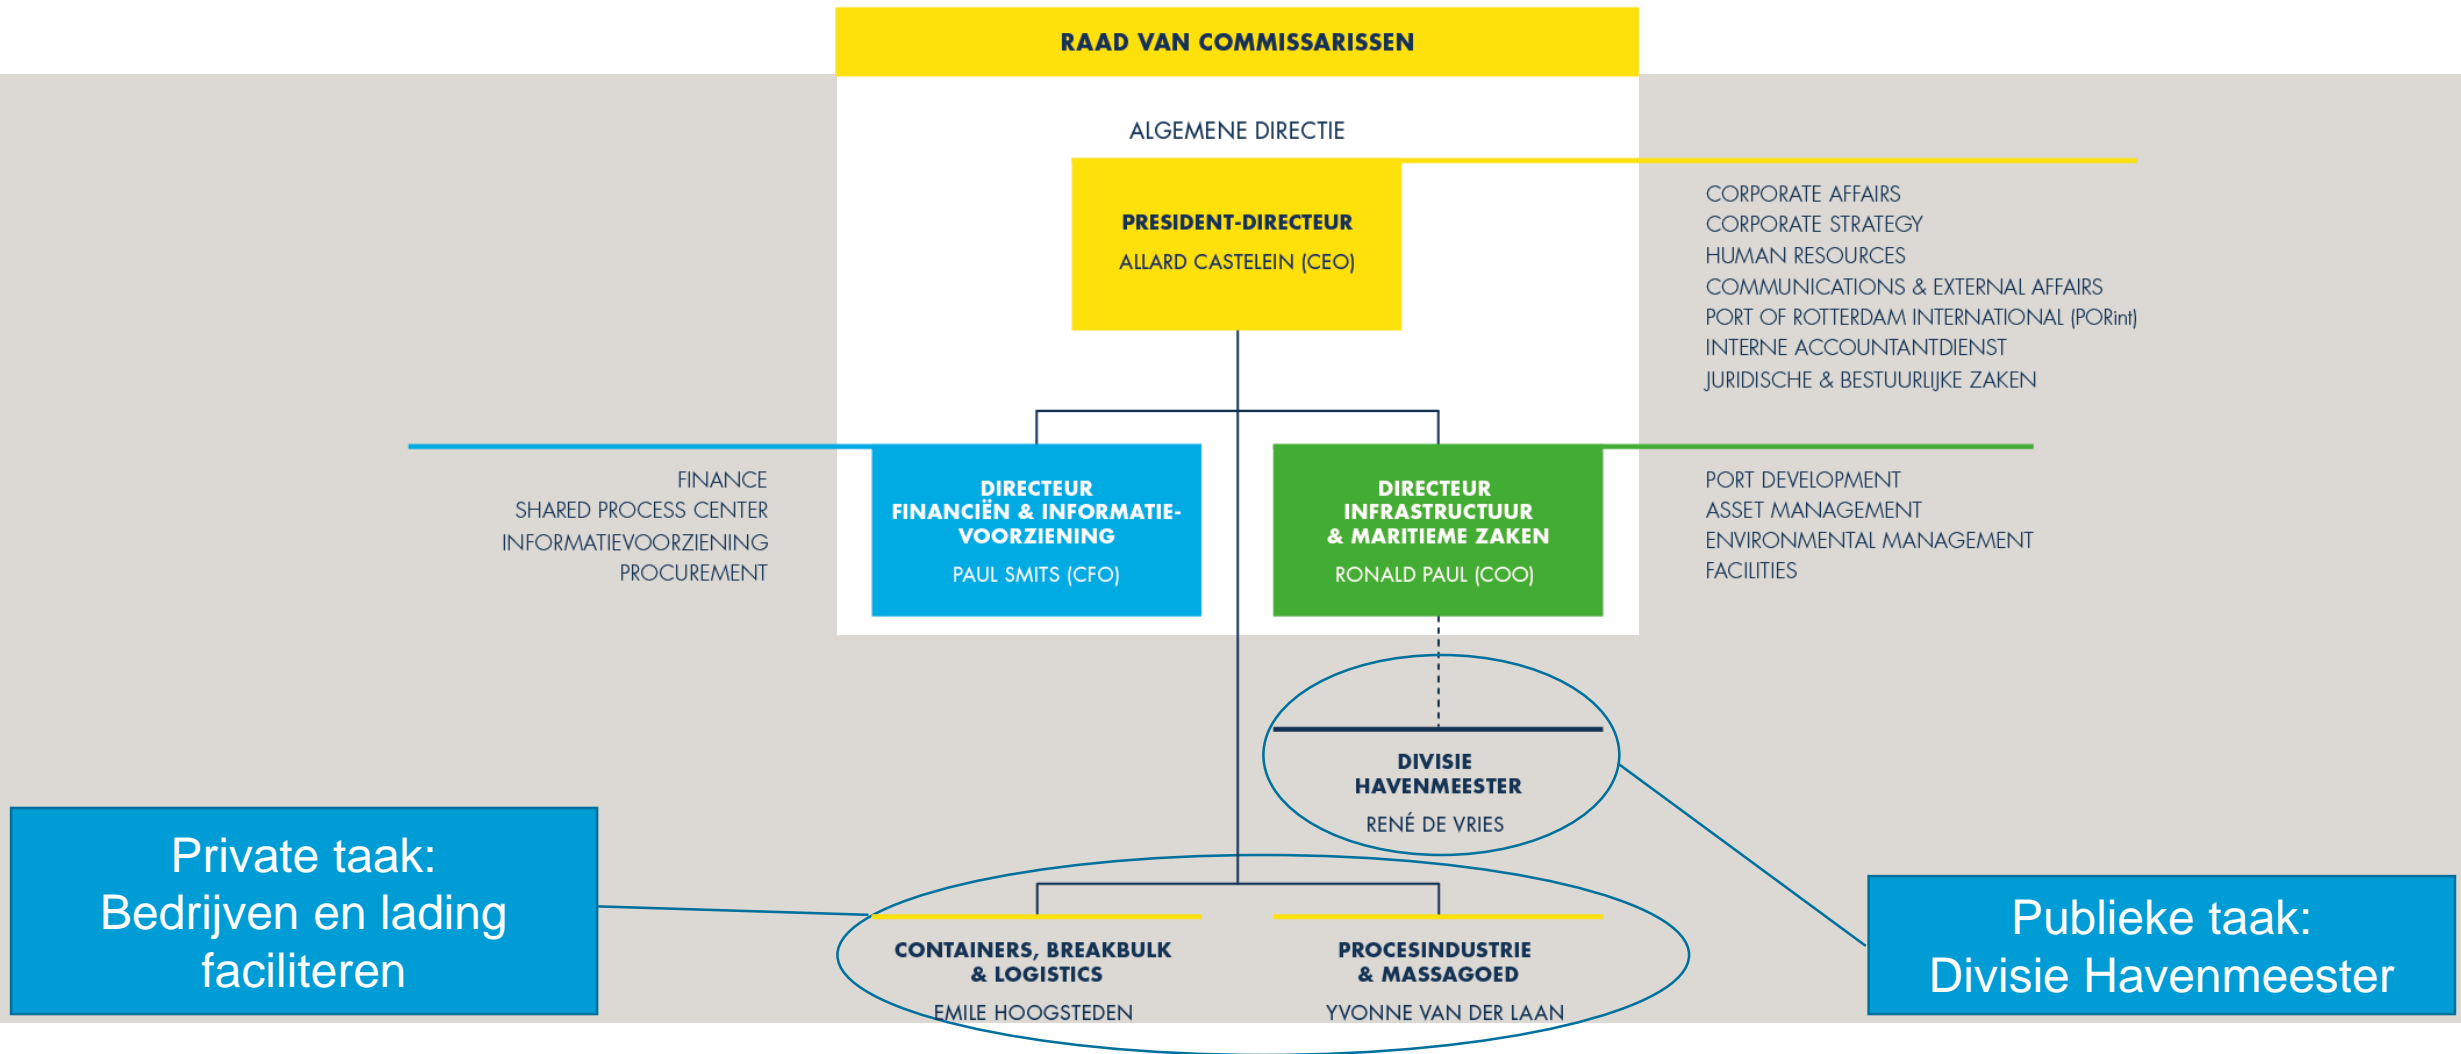 RAAD VAN COMMISSARISSEN
ALGEMENE DIRECTIE
PRESIDENT-DIRECTEUR
ALLARD CASTELEIN (CEO)
CORPORATE AFFAIRS
CORPORATE STRATEGY
HUMAN RESOURCES
COMMUNICATIONS & EXTERNAL AFFAIRS
PORT OF ROTTERDAM INTERNATIONAL (PORint)
INTERNE ACCOUNTANTDIENST
JURIDISCHE & BESTUURLIJKE ZAKEN
FINANCE
SHARED PROCESS CENTER
INFORMATIEVOORZIENING
PROCUREMENT
DIRECTEUR
FINANCIËN & INFORMATIE-
VOORZIENING
PAUL SMITS (CFO)
DIRECTEUR
INFRASTRUCTUUR
& MARITIEME ZAKEN
RONALD PAUL (COO)
PORT DEVELOPMENT
ASSET MANAGEMENT
ENVIRONMENTAL MANAGEMENT
FACILITIES
DIVISIE
HAVENMEESTER
RENÉ DE VRIES
Private taak:
Bedrijven en lading
faciliteren
CONTAINERS, BREAKBULK
& LOGISTICS
EMILE HOOGSTEDEN
PROCESINDUSTRIE
& MASSAGOED
YVONNE VAN DER LAAN
Publieke taak:
Divisie Havenmeester